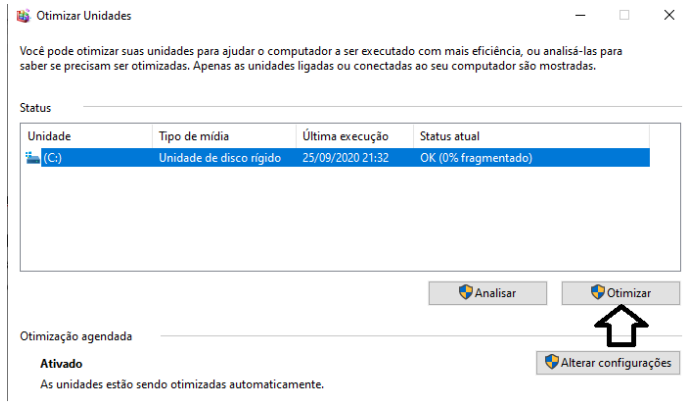 Otimizar Unidades
Você pode otimizar suas unidades para ajudar o computador a ser executado com mais eficiência, ou analisá-las para
saber se precisam ser otimizadas. Apenas as unidades ligadas ou conectadas ao seu computador são mostradas.
Status
Unidade Tipo de mídia Última execução Status atual
(C:) Unidade de disco rígido 25/09/2020 21:32 OK (0% fragmentado)
Analisar Otimizar
Otimização agendada
Ativado Alterar configurações
As unidades estão sendo otimizadas automaticamente.